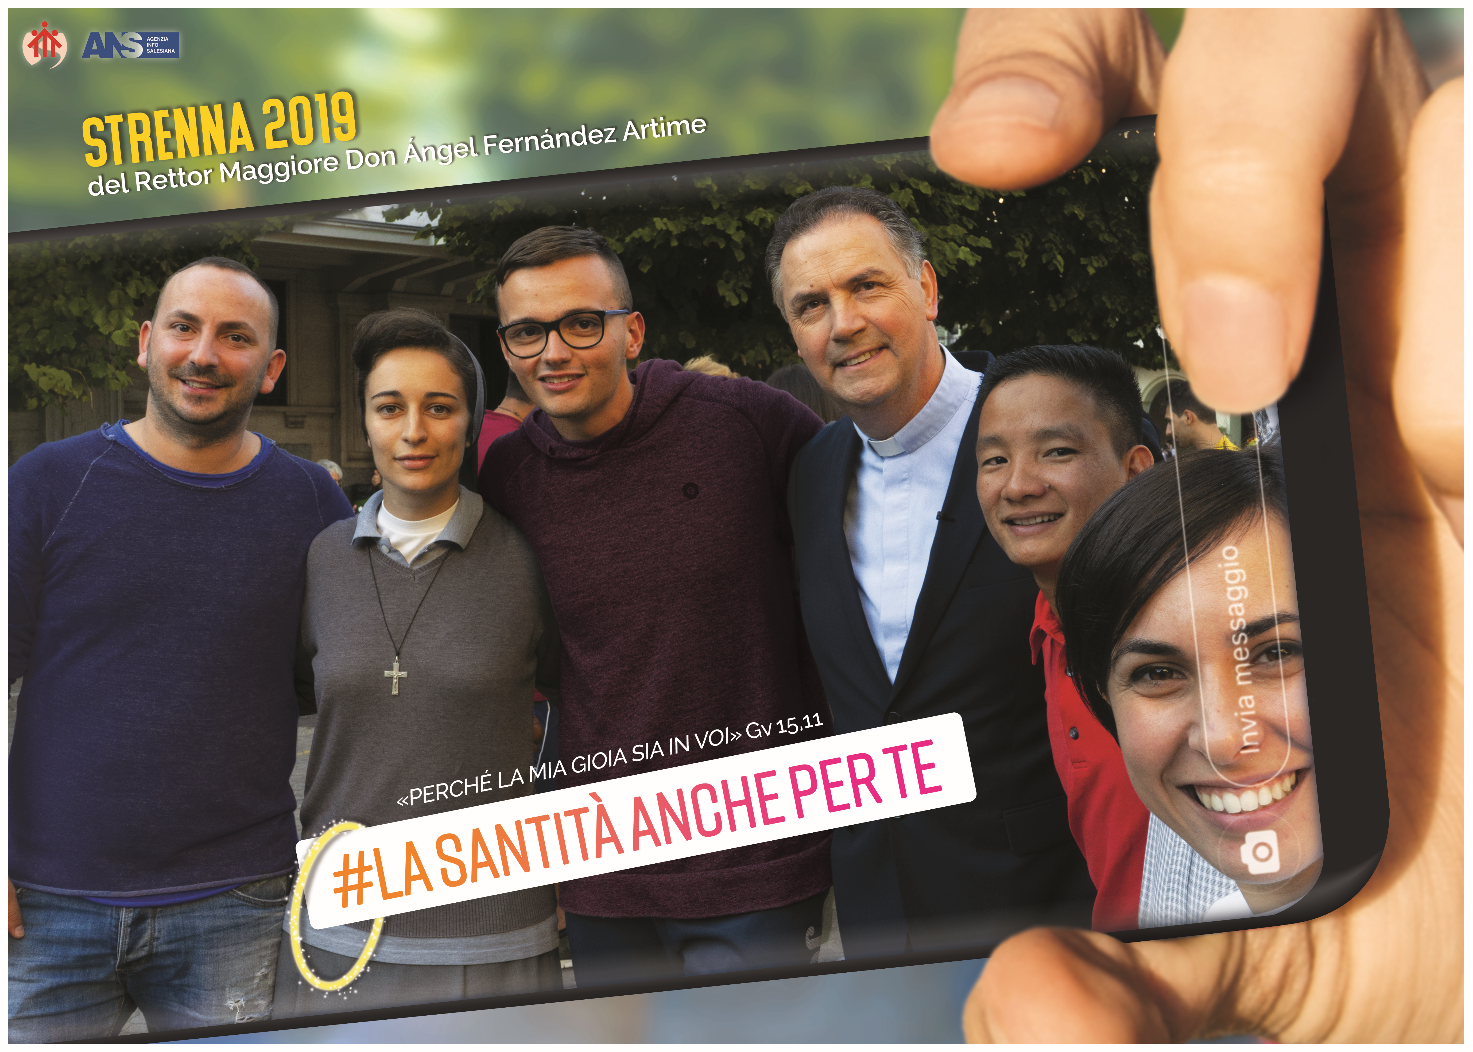 ANS
AGENZIA
INFO
SALESIANA
STRENNA 2019
del Rettor Maggiore Don Ángel Fernández Artime
Invia messaggio
«PERCHÉ LA MIA GIOIA SIA IN VOI» Gv 15,11
#LA SANTITÀ ANCHE PER TE